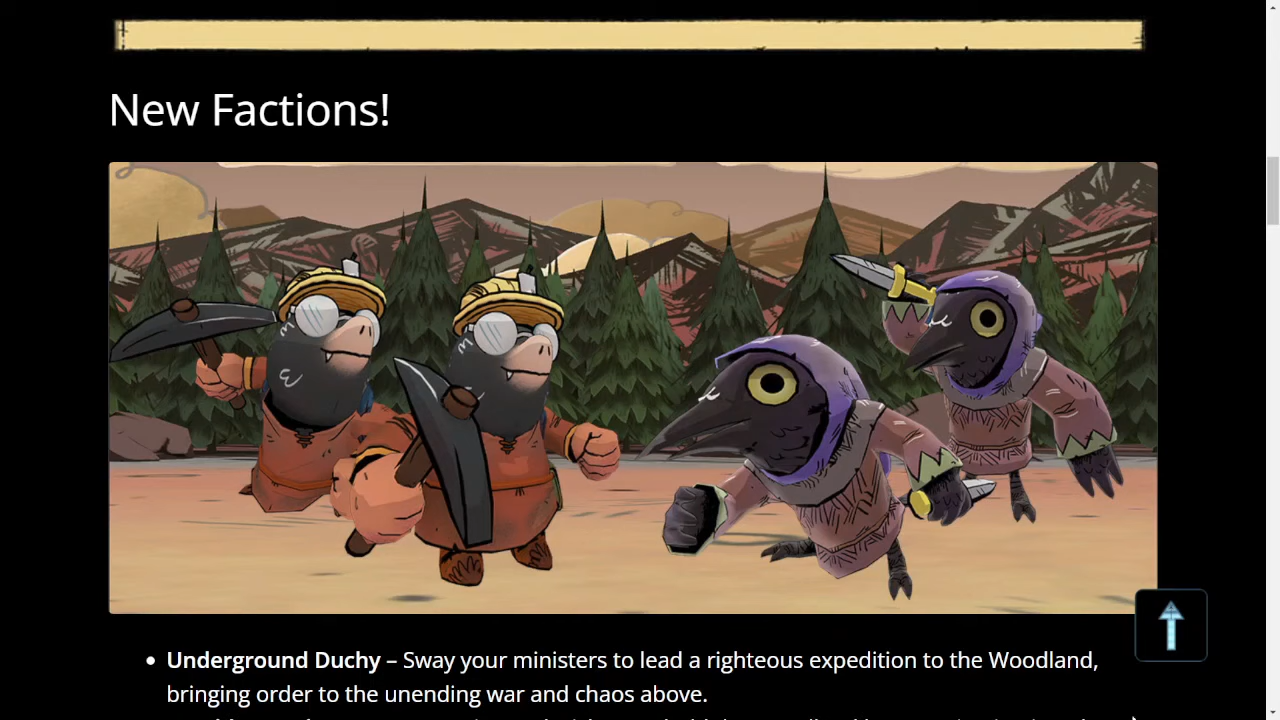 New Factions!
Underground Duchy – Sway your ministers to lead a righteous expedition to the Woodland,
bringing order to the unending war and chaos above.